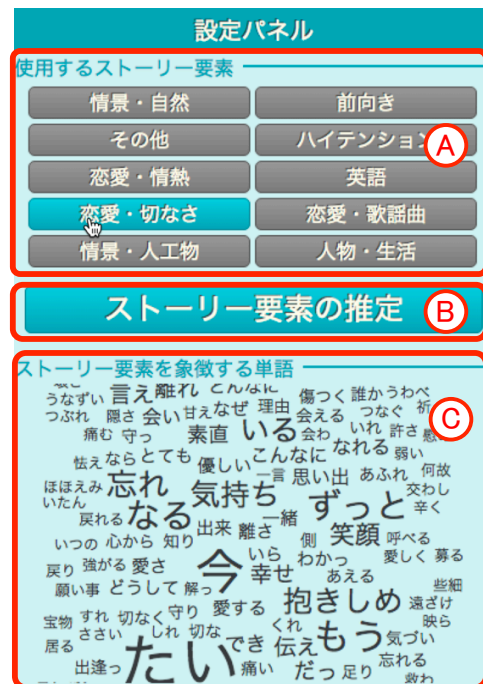 設定パネル
使用するストーリー要素
情景・自然 前向き
その他 ハイテンション A
恋愛・情熱 英語
恋愛・切なさ 恋愛・歌謡曲
情景・人工物 人物・生活
ストーリー要素の推定 B
ストーリー要素を象徴する単語
うなずい 言え 離れ どんなに 傷つく 誰か うわべ
つぶれ 隠さ 会い 甘え なぜ 理由 会える つなぐ 祈 C
痛む 守っ 素直 いる 会わ いれ 許さ
怯え なら とても 優しい こんなに なれる 弱い
ほほえみ 忘れ 気持ち 一言 思い出 あふれ 何故
いたん 戻れる なる 一緒 ずっと 交わし 辛く
いつの 心から 知り 出来 離さ 側 笑顔 呼べる
戻り 強がる 愛さ 今 いら わかっ 愛しく 募る
願い事 どうして 解っ 幸せ あえる 些細
宝物 すれ 切なく 守り 愛する 抱きしめ 遠ざけ
居る ささい しれ 切な でき くれ 伝え もう 気づい 映ら
出逢っ たい 痛い だっ 足り 忘れる
救わ